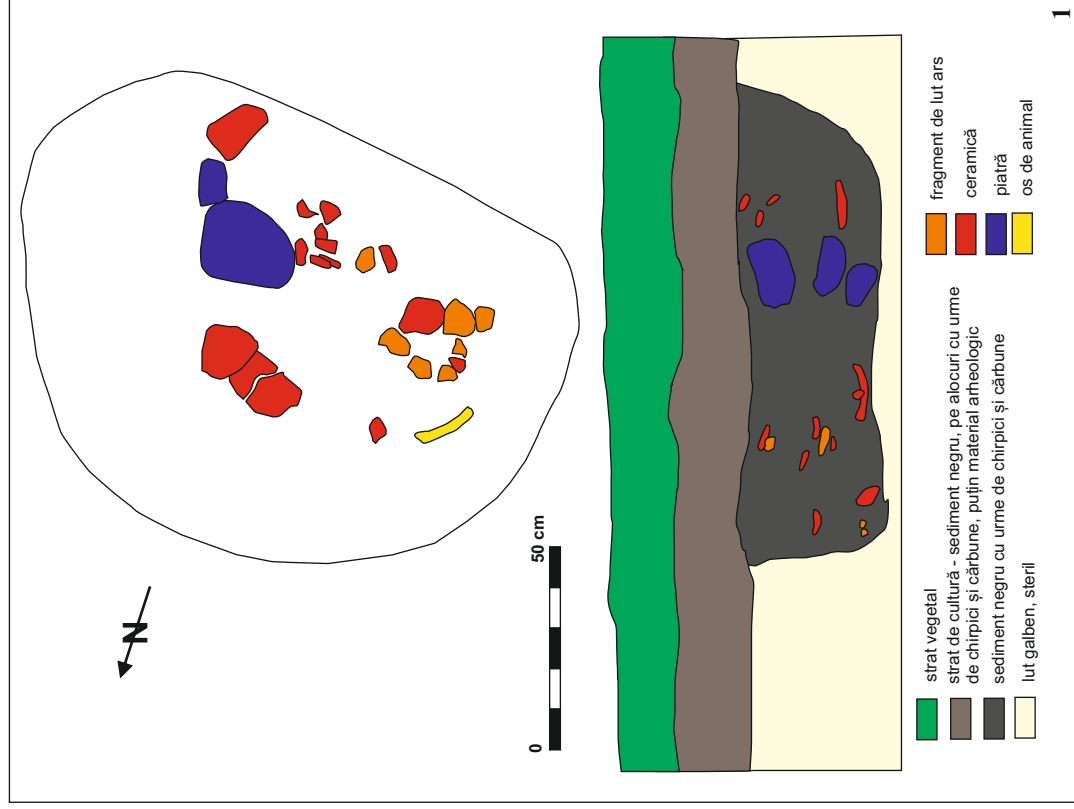 N
0
50 cm
strat vegetal
strat de cultură - sediment negru, pe alocuri cu urme
de chirpici și cărbune, puțin material arheologic
sediment negru cu urme de chirpici și cărbune
lut galben, steril
fragment de lut ars
ceramică
piatră
os de animal
1